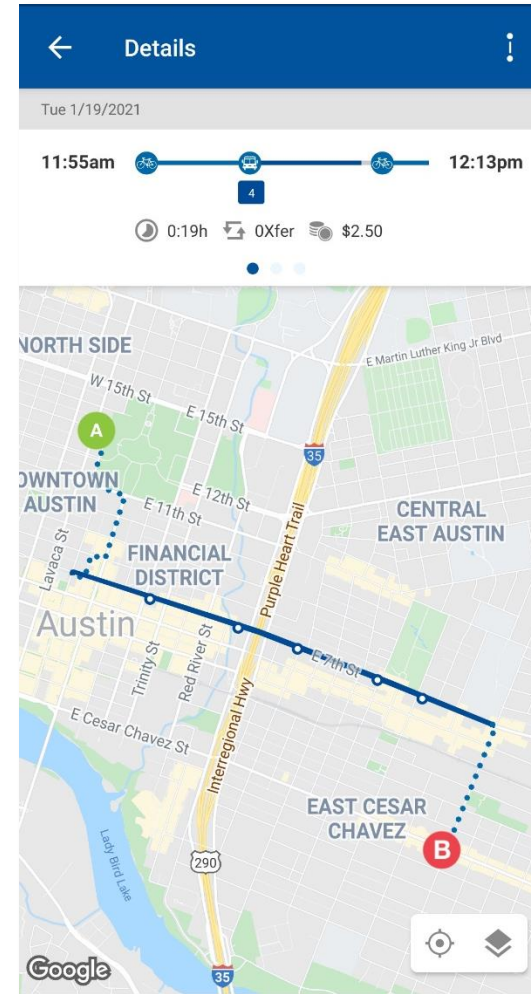 Details
Tue 1/19/2021
11:55am
12:13pm
4
0:19h
0Xfer
$2.50
E Martin Luther King Jr Blvd
NORTH SIDE
W 15th St
E 15th St
A
35
OWNTOWN
AUSTIN
E 12th St
E 11th St
CENTRAL
EAST AUSTIN
Purple Heart Trail
Lavaca St
FINANCIAL
DISTRICT
Austin
Trinity St
Red River St
E 7th St
Interregional Hwy
E Cesar Chavez St
EAST CESAR
CHAVEZ
B
290
Lady Bird Lake
Google
35